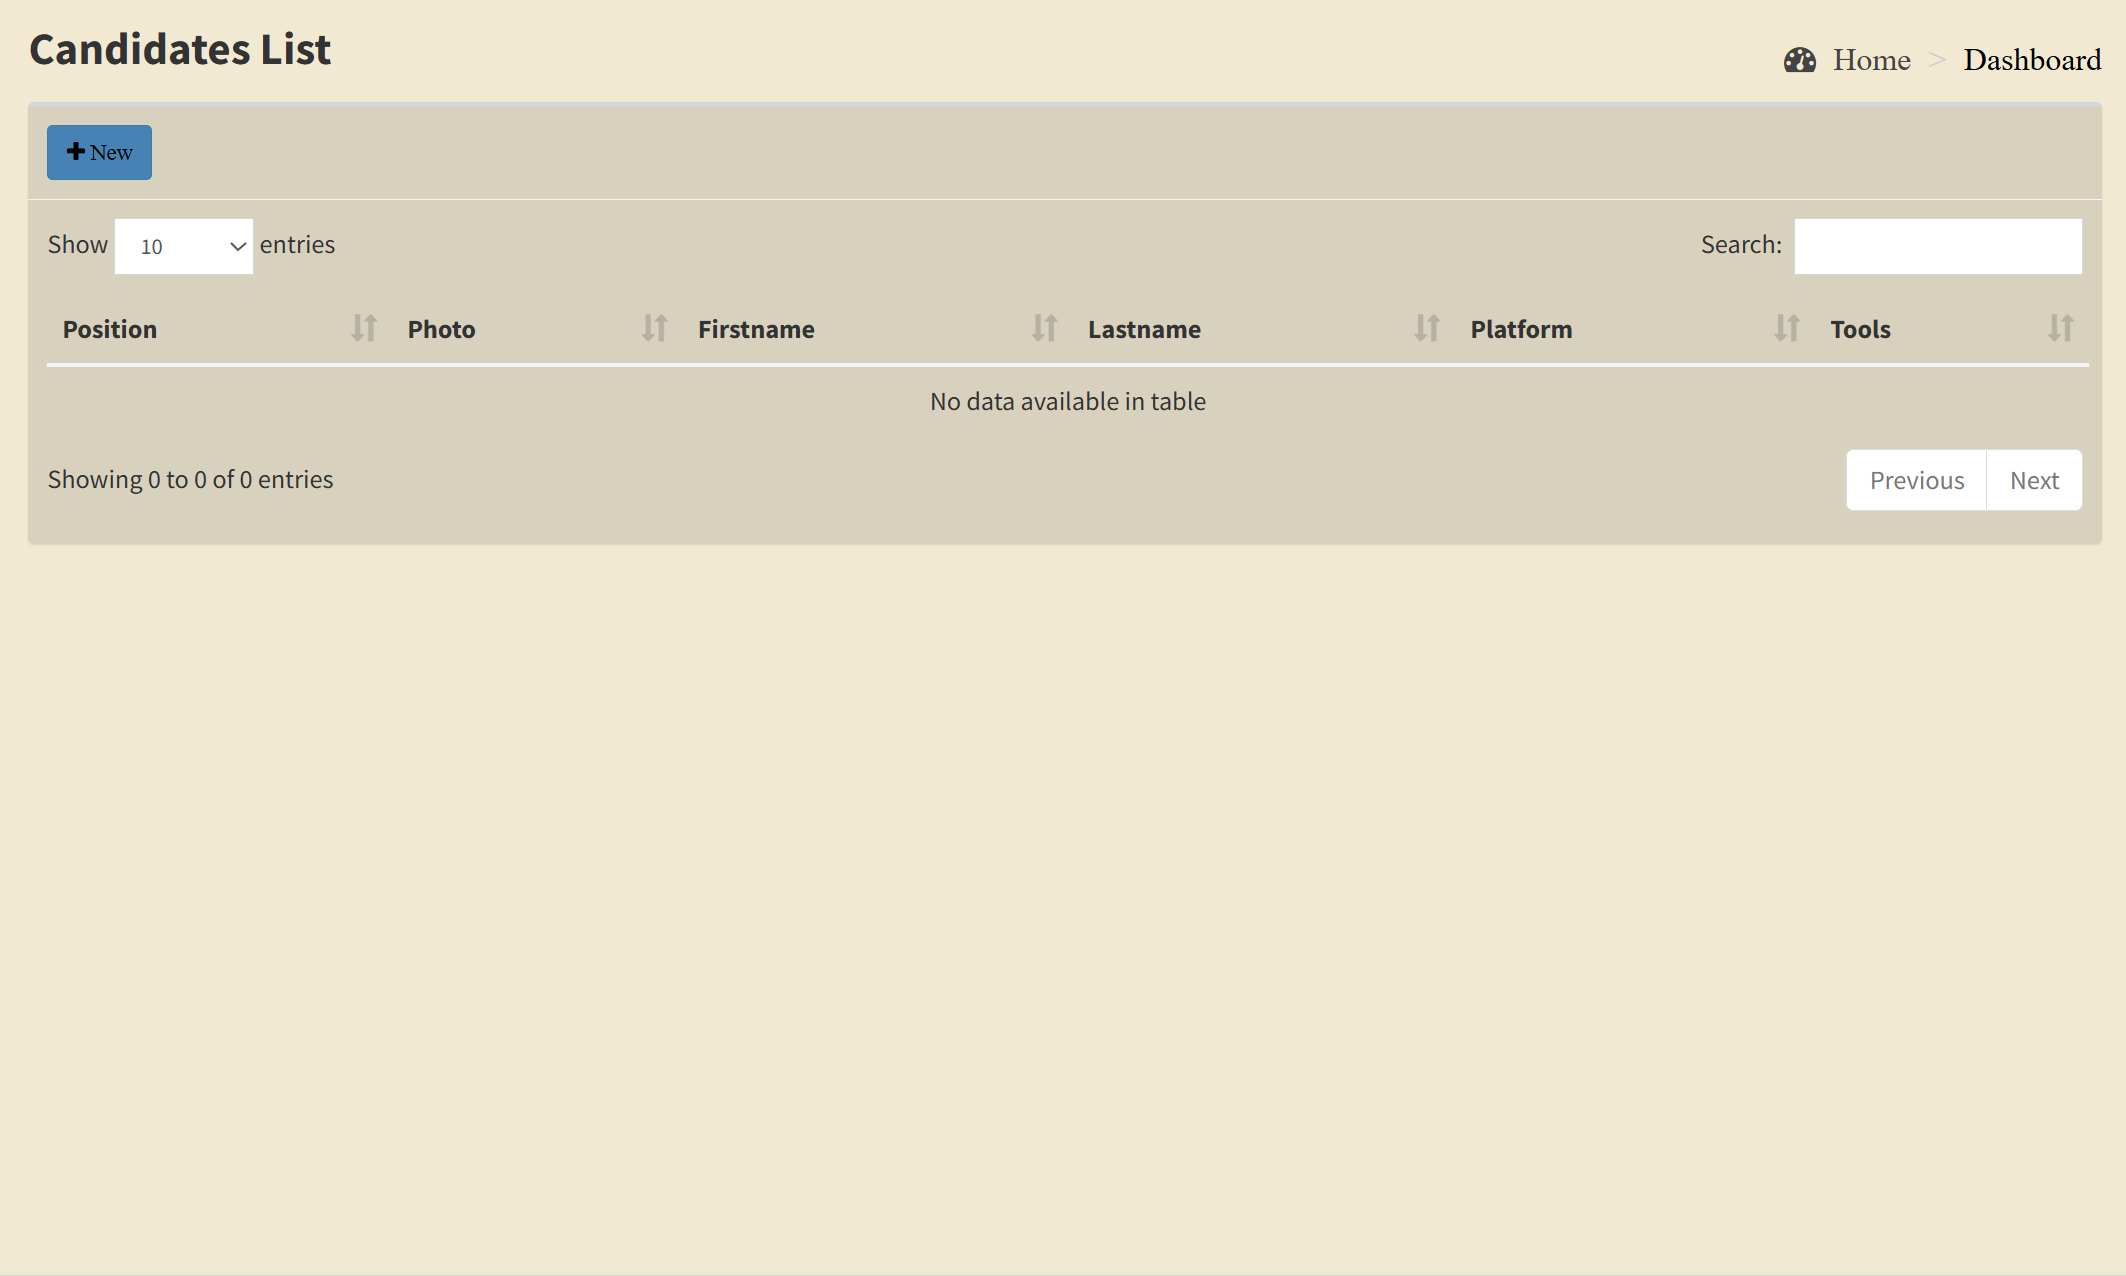 Candidates List
Home > Dashboard
New
Show 10 entries
Search:
Position Photo Firstname Lastname Platform Tools
No data available in table
Showing 0 to 0 of 0 entries
Previous Next